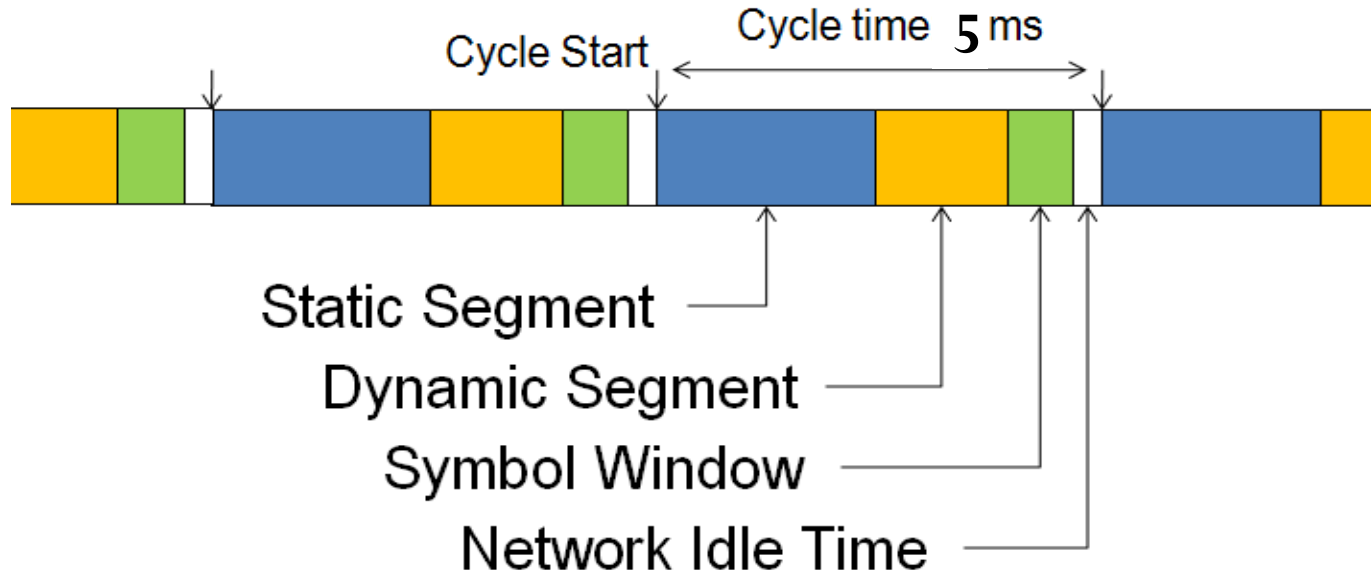 Cycle Start
Cycle time 5 ms
Static Segment
Dynamic Segment
Symbol Window
Network Idle Time